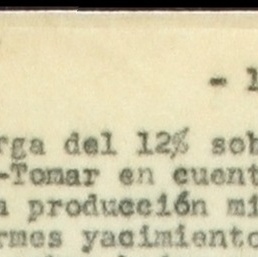 - 1
rga del 12% sob
-Tomar en cuent
a producción mi
rmes yacimiento